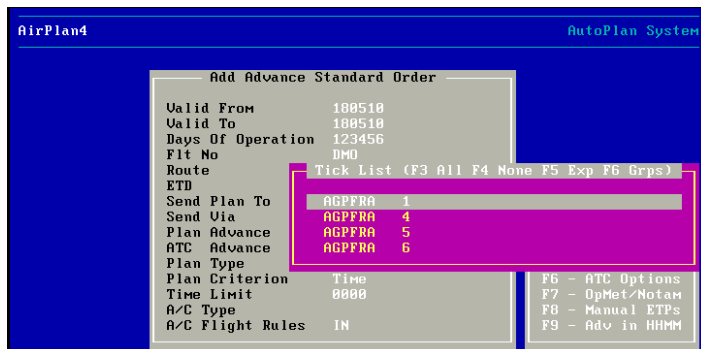 AirPlan4 AutoPlan System
Add Advance Standard Order
Valid From 180510
Valid To 180510
Days Of Operation 123456
Flt No DMO
Route
Tick List (F3 All F4 None F5 Exp F6 Grps)
ETD
Send Plan To
AGPFRA 1
Send Via
AGPFRA 4
Plan Advance
AGPFRA 5
ATC Advance
AGPFRA 6
Plan Type
Plan Criterion Time
F6 - ATC Options
Time Limit 0000
F7 - OpMet/Notam
A/C Type
F8 - Manual ETPs
A/C Flight Rules IN
F9 - Adv in HHMM